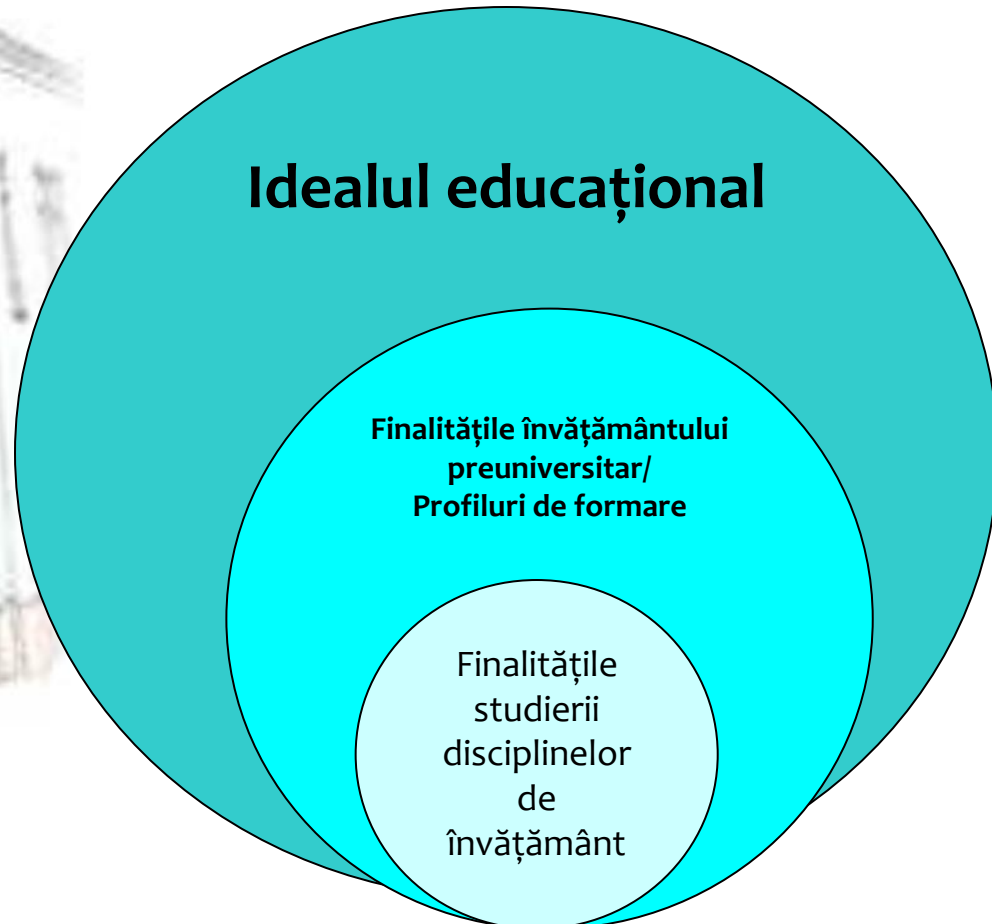 Idealul educațional
Finalitățile învățământului
preuniversitar/
Profiluri de formare
Finalitățile
studierii
disciplinelor
de
învățământ